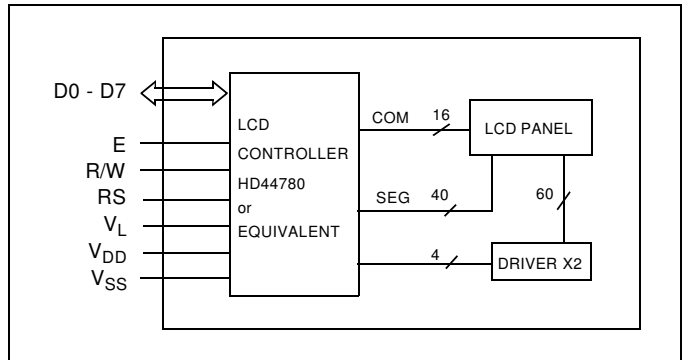 D0 - D7
E
R/W
RS
VL
VDD
VSS
LCD
CONTROLLER
HD44780
or
EQUIVALENT
COM 16
SEG 40
4
LCD PANEL
60
DRIVER X2